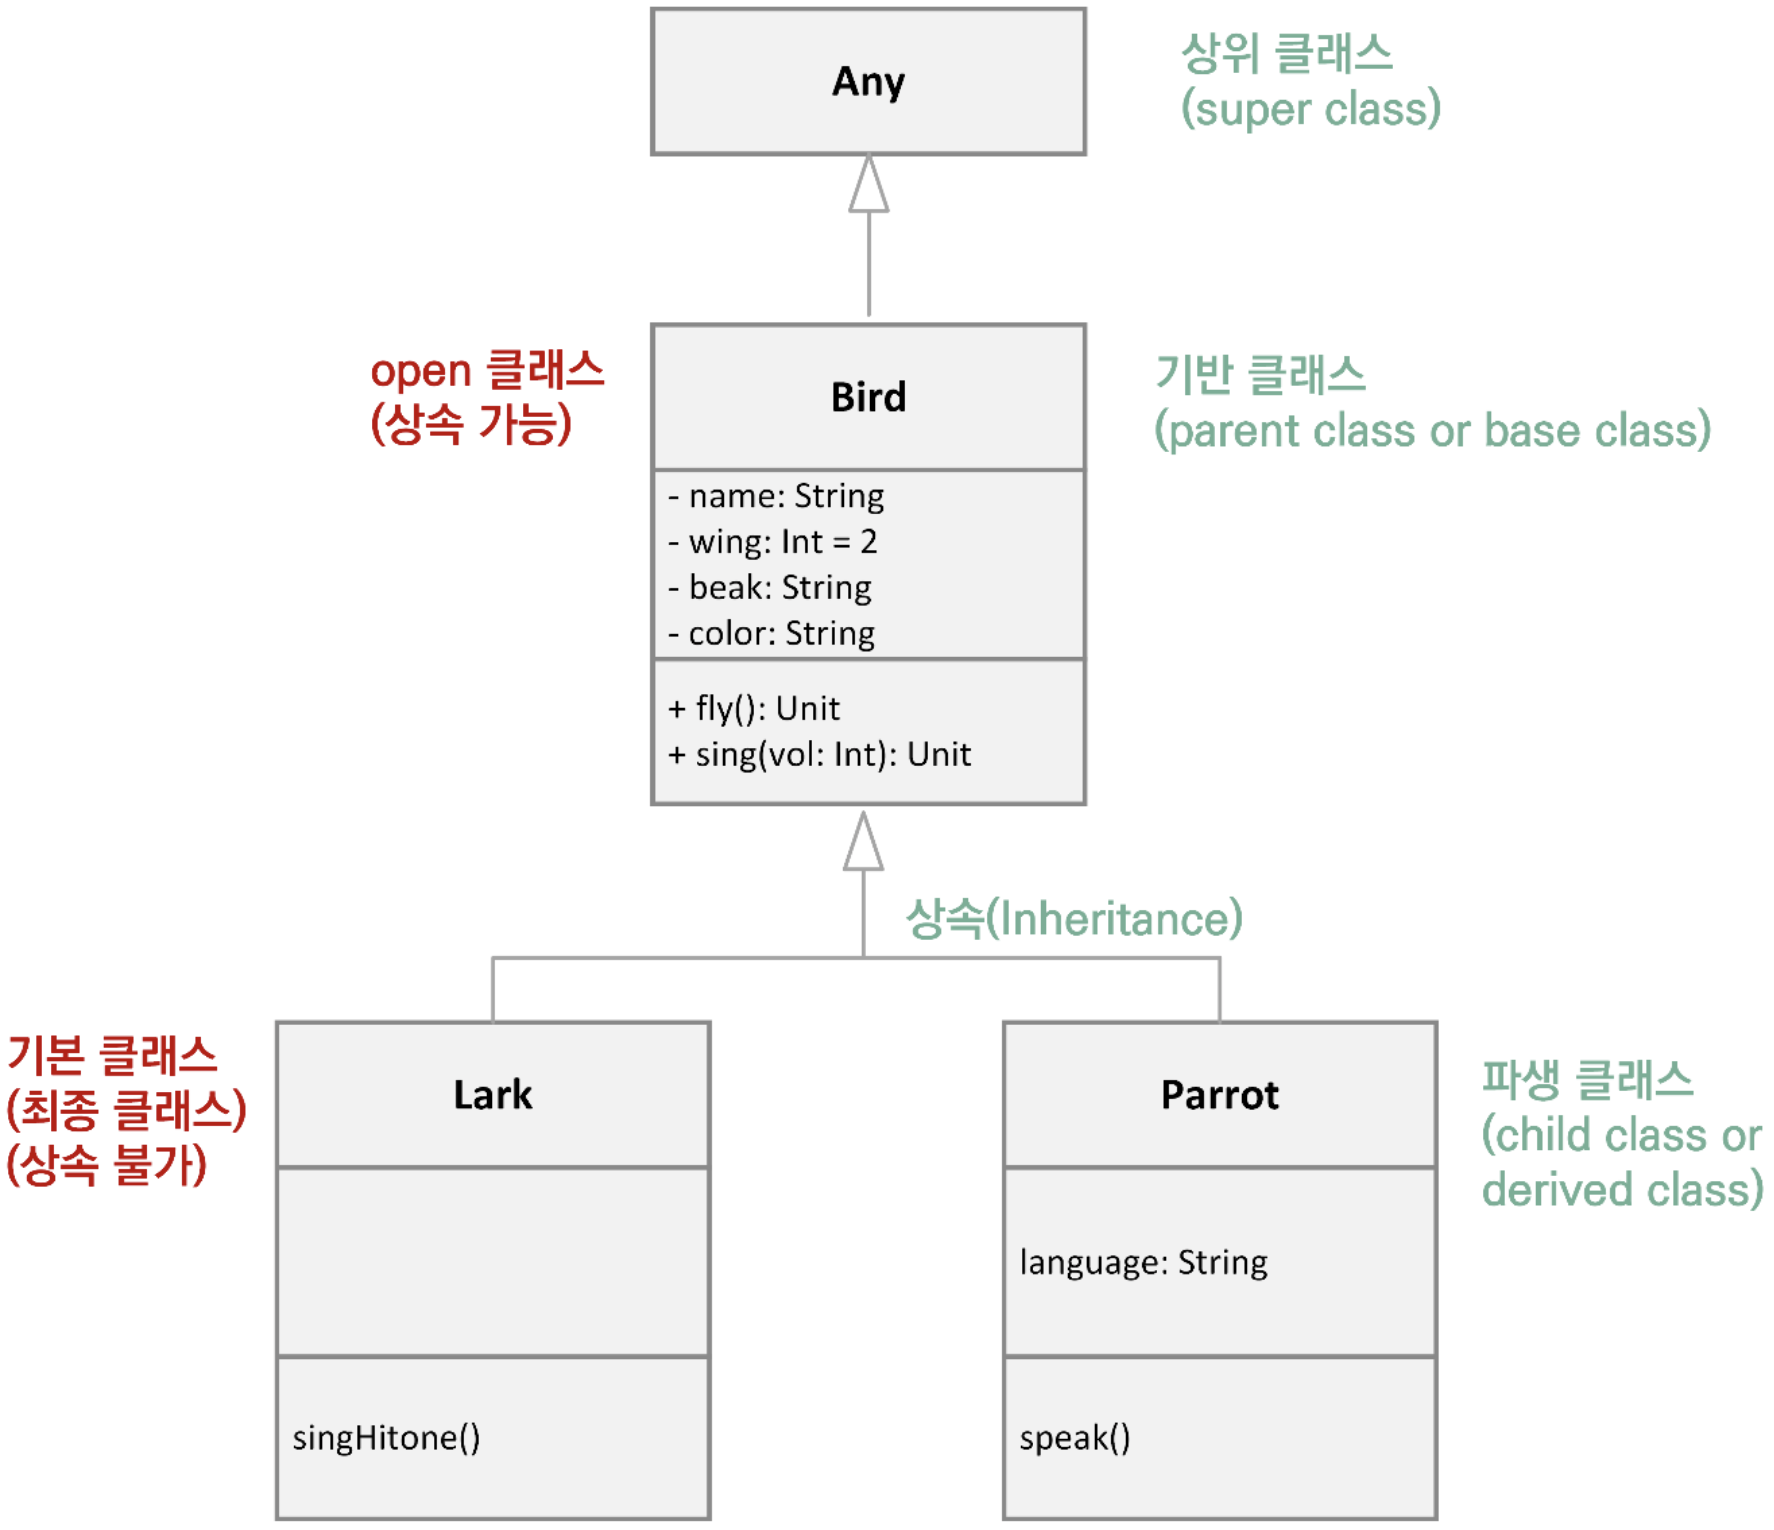 Any
상위 클래스
(super class)
open 클래스
(상속 가능)
Bird
기반 클래스
(parent class or base class)
- name: String
- wing: Int = 2
- beak: String
- color: String
+ fly(): Unit
+ sing(vol: Int): Unit
상속(Inheritance)
기본 클래스
(최종 클래스)
(상속 불가)
Lark
singHitone()
Parrot
language: String
speak()
파생 클래스
(child class or
derived class)